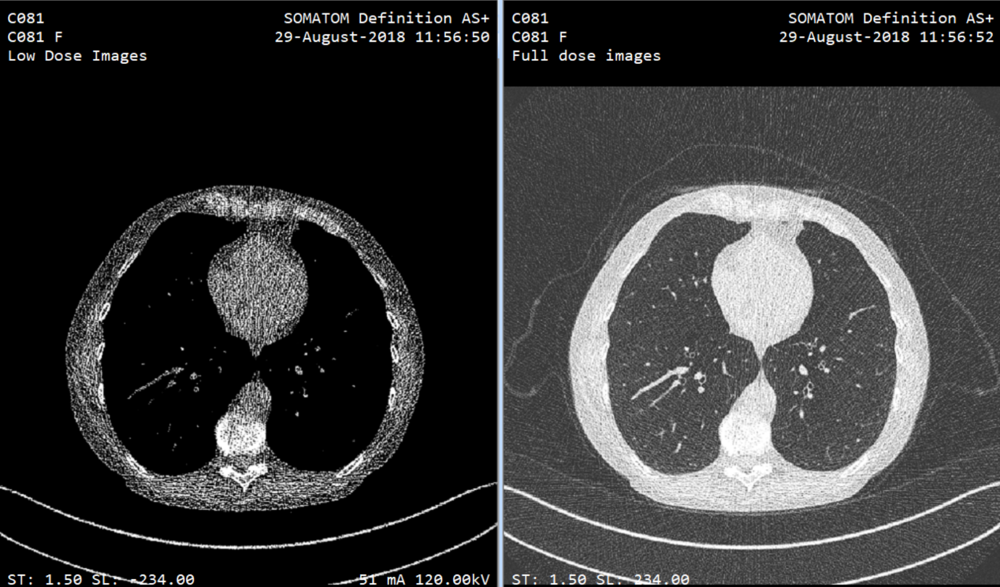 C081
SOMATOM Definition AS+
C081 F
29-August-2018 11:56:50
Low Dose Images
ST: 1.50 SL: -234.00
51 mA 120.00kV
C081
SOMATOM Definition AS+
C081 F
29-August-2018 11:56:52
Full dose images
ST: 1.50 SL: 234.00